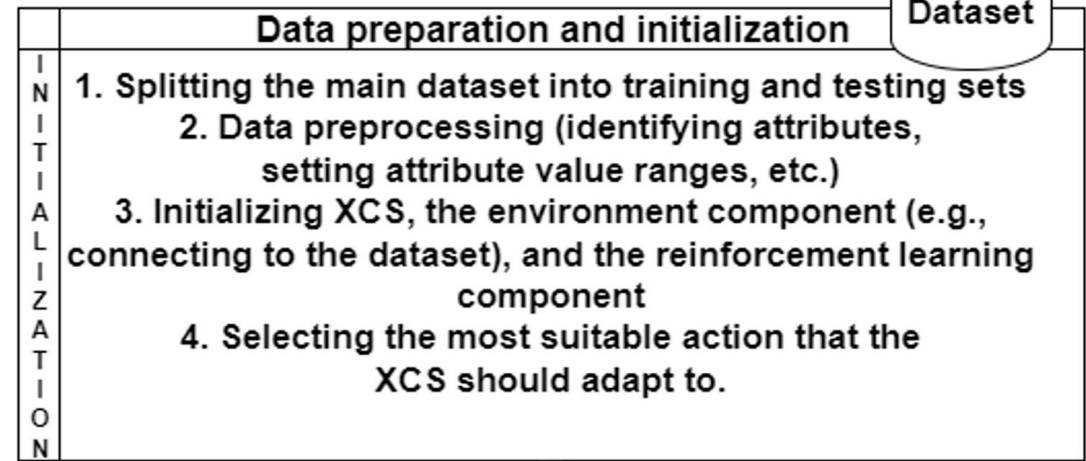 Dataset
Data preparation and initialization
INITIALIZATION
1. Splitting the main dataset into training and testing sets
2. Data preprocessing (identifying attributes,
setting attribute value ranges, etc.)
3. Initializing XCS, the environment component (e.g.,
connecting to the dataset), and the reinforcement learning
component
4. Selecting the most suitable action that the
XCS should adapt to.